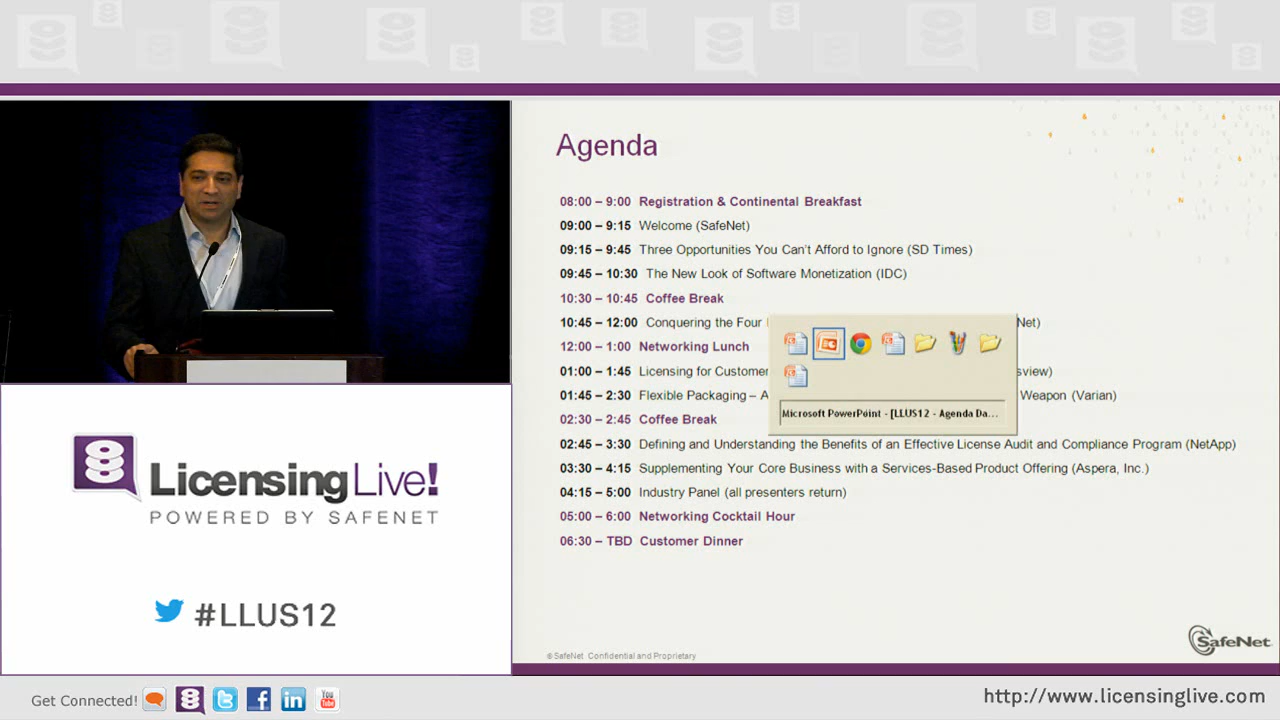 Agenda
08:00 – 9:00 Registration & Continental Breakfast
09:00 – 9:15 Welcome (SafeNet)
09:15 – 9:45 Three Opportunities You Can't Afford to Ignore (SD Times)
09:45 – 10:30 The New Look of Software Monetization (IDC)
10:30 – 10:45 Coffee Break
10:45 – 12:00 Conquering the Four Net)
12:00 – 1:00 Networking Lunch
01:00 – 1:45 Licensing for Customer sview)
01:45 – 2:30 Flexible Packaging – A Weapon (Varian)
02:30 – 2:45 Coffee Break
Microsoft PowerPoint - [LLUS12 - Agenda Da...
02:45 – 3:30 Defining and Understanding the Benefits of an Effective License Audit and Compliance Program (NetApp)
03:30 – 4:15 Supplementing Your Core Business with a Services-Based Product Offering (Aspera, Inc.)
04:15 – 5:00 Industry Panel (all presenters return)
05:00 – 6:00 Networking Cocktail Hour
06:30 – TBD Customer Dinner
© SafeNet Confidential and Proprietary
SafeNet.
LicensingLive!
POWERED BY SAFENET
#LLUS12
Get Connected!
You Tube
http://www.licensinglive.com